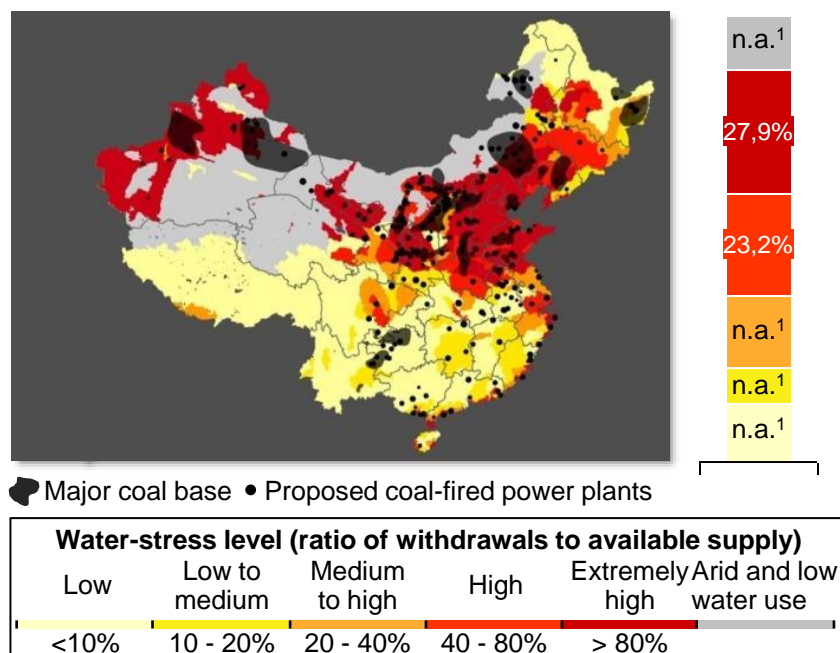 n.a.¹
27,9%
23,2%
n.a.¹
n.a.¹
n.a.¹
Major coal base
Proposed coal-fired power plants
Water-stress level (ratio of withdrawals to available supply)
Low
Low to
medium
Medium
to high
High
Extremely
high
Arid and low
water use
<10%
10 - 20%
20 - 40%
40 - 80%
> 80%